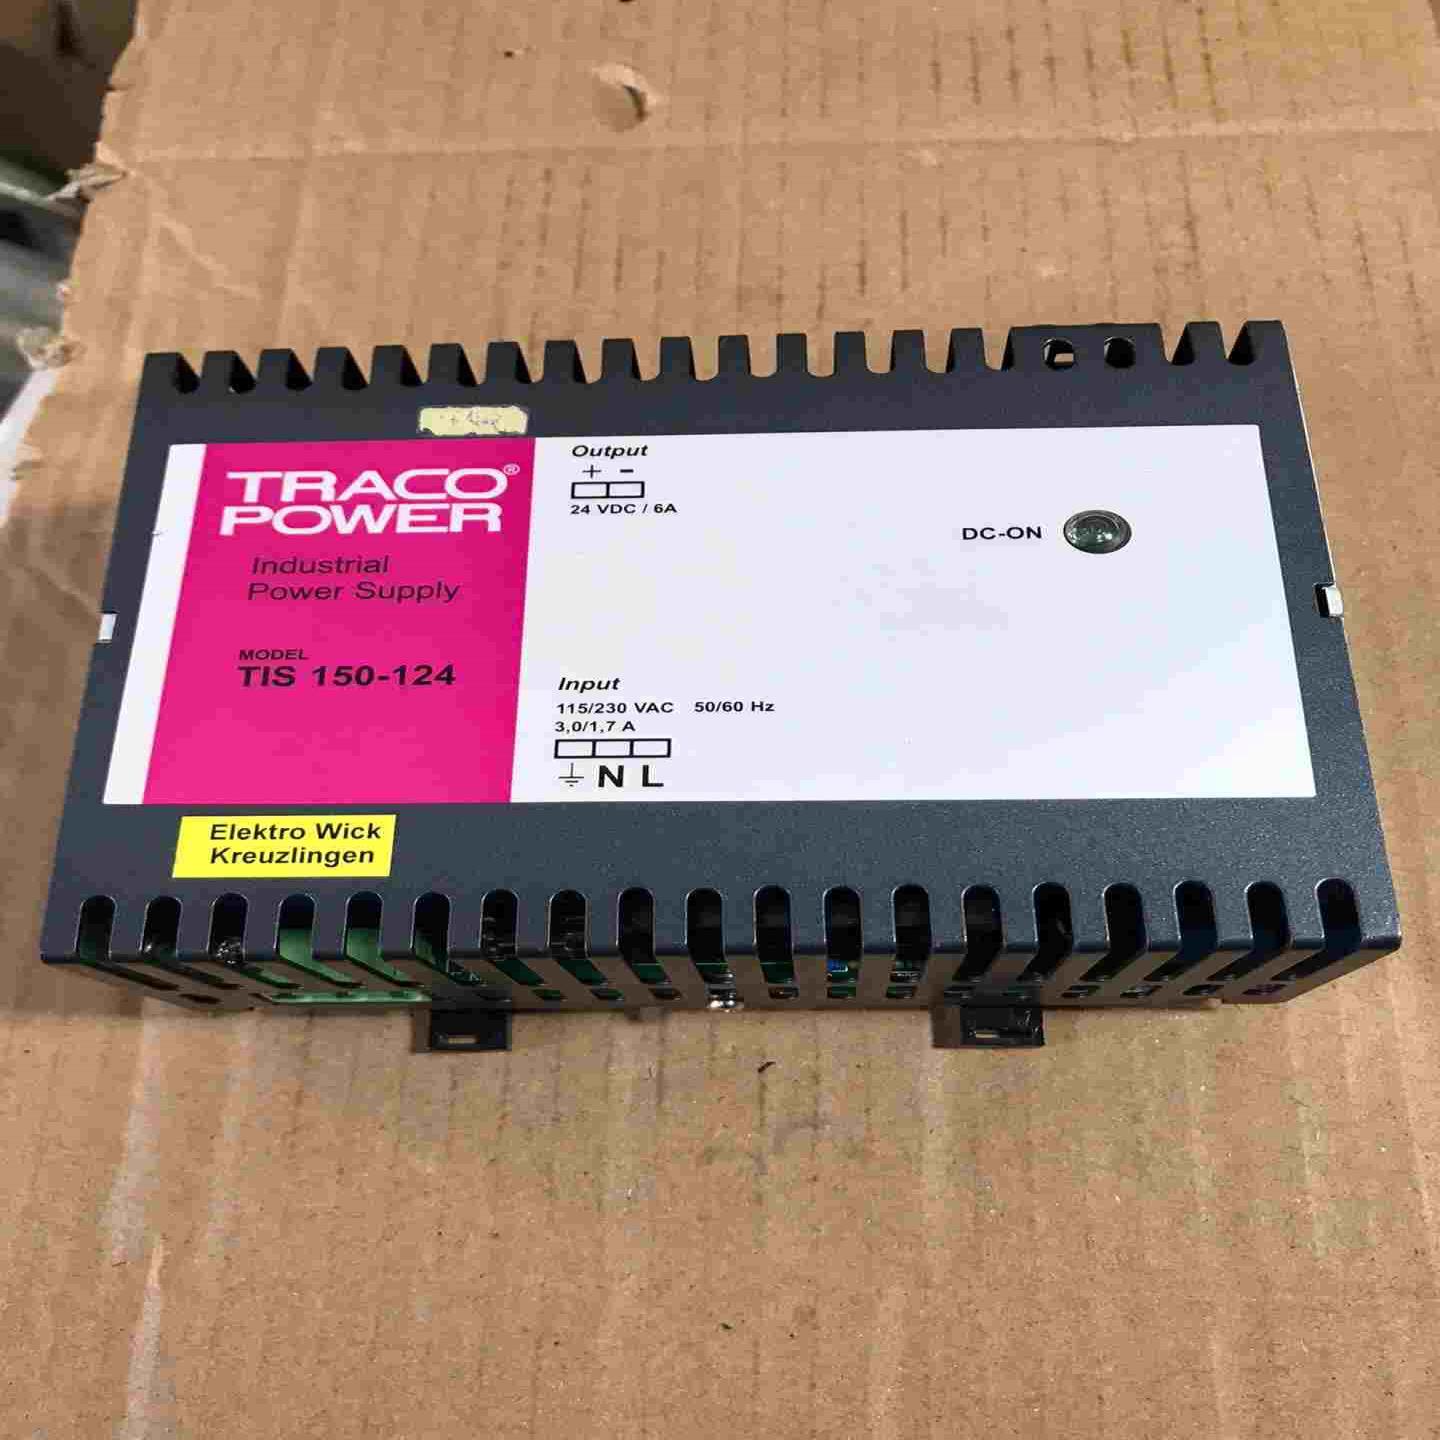 TRACO®
POWER
Industrial
Power Supply
MODEL
TIS 150-124
Output
+ -
24 VDC / 6A
DC-ON
Input
115/230 VAC 50/60 Hz
3,0/1,7 A
⏚ N L
Elektro Wick
Kreuzlingen